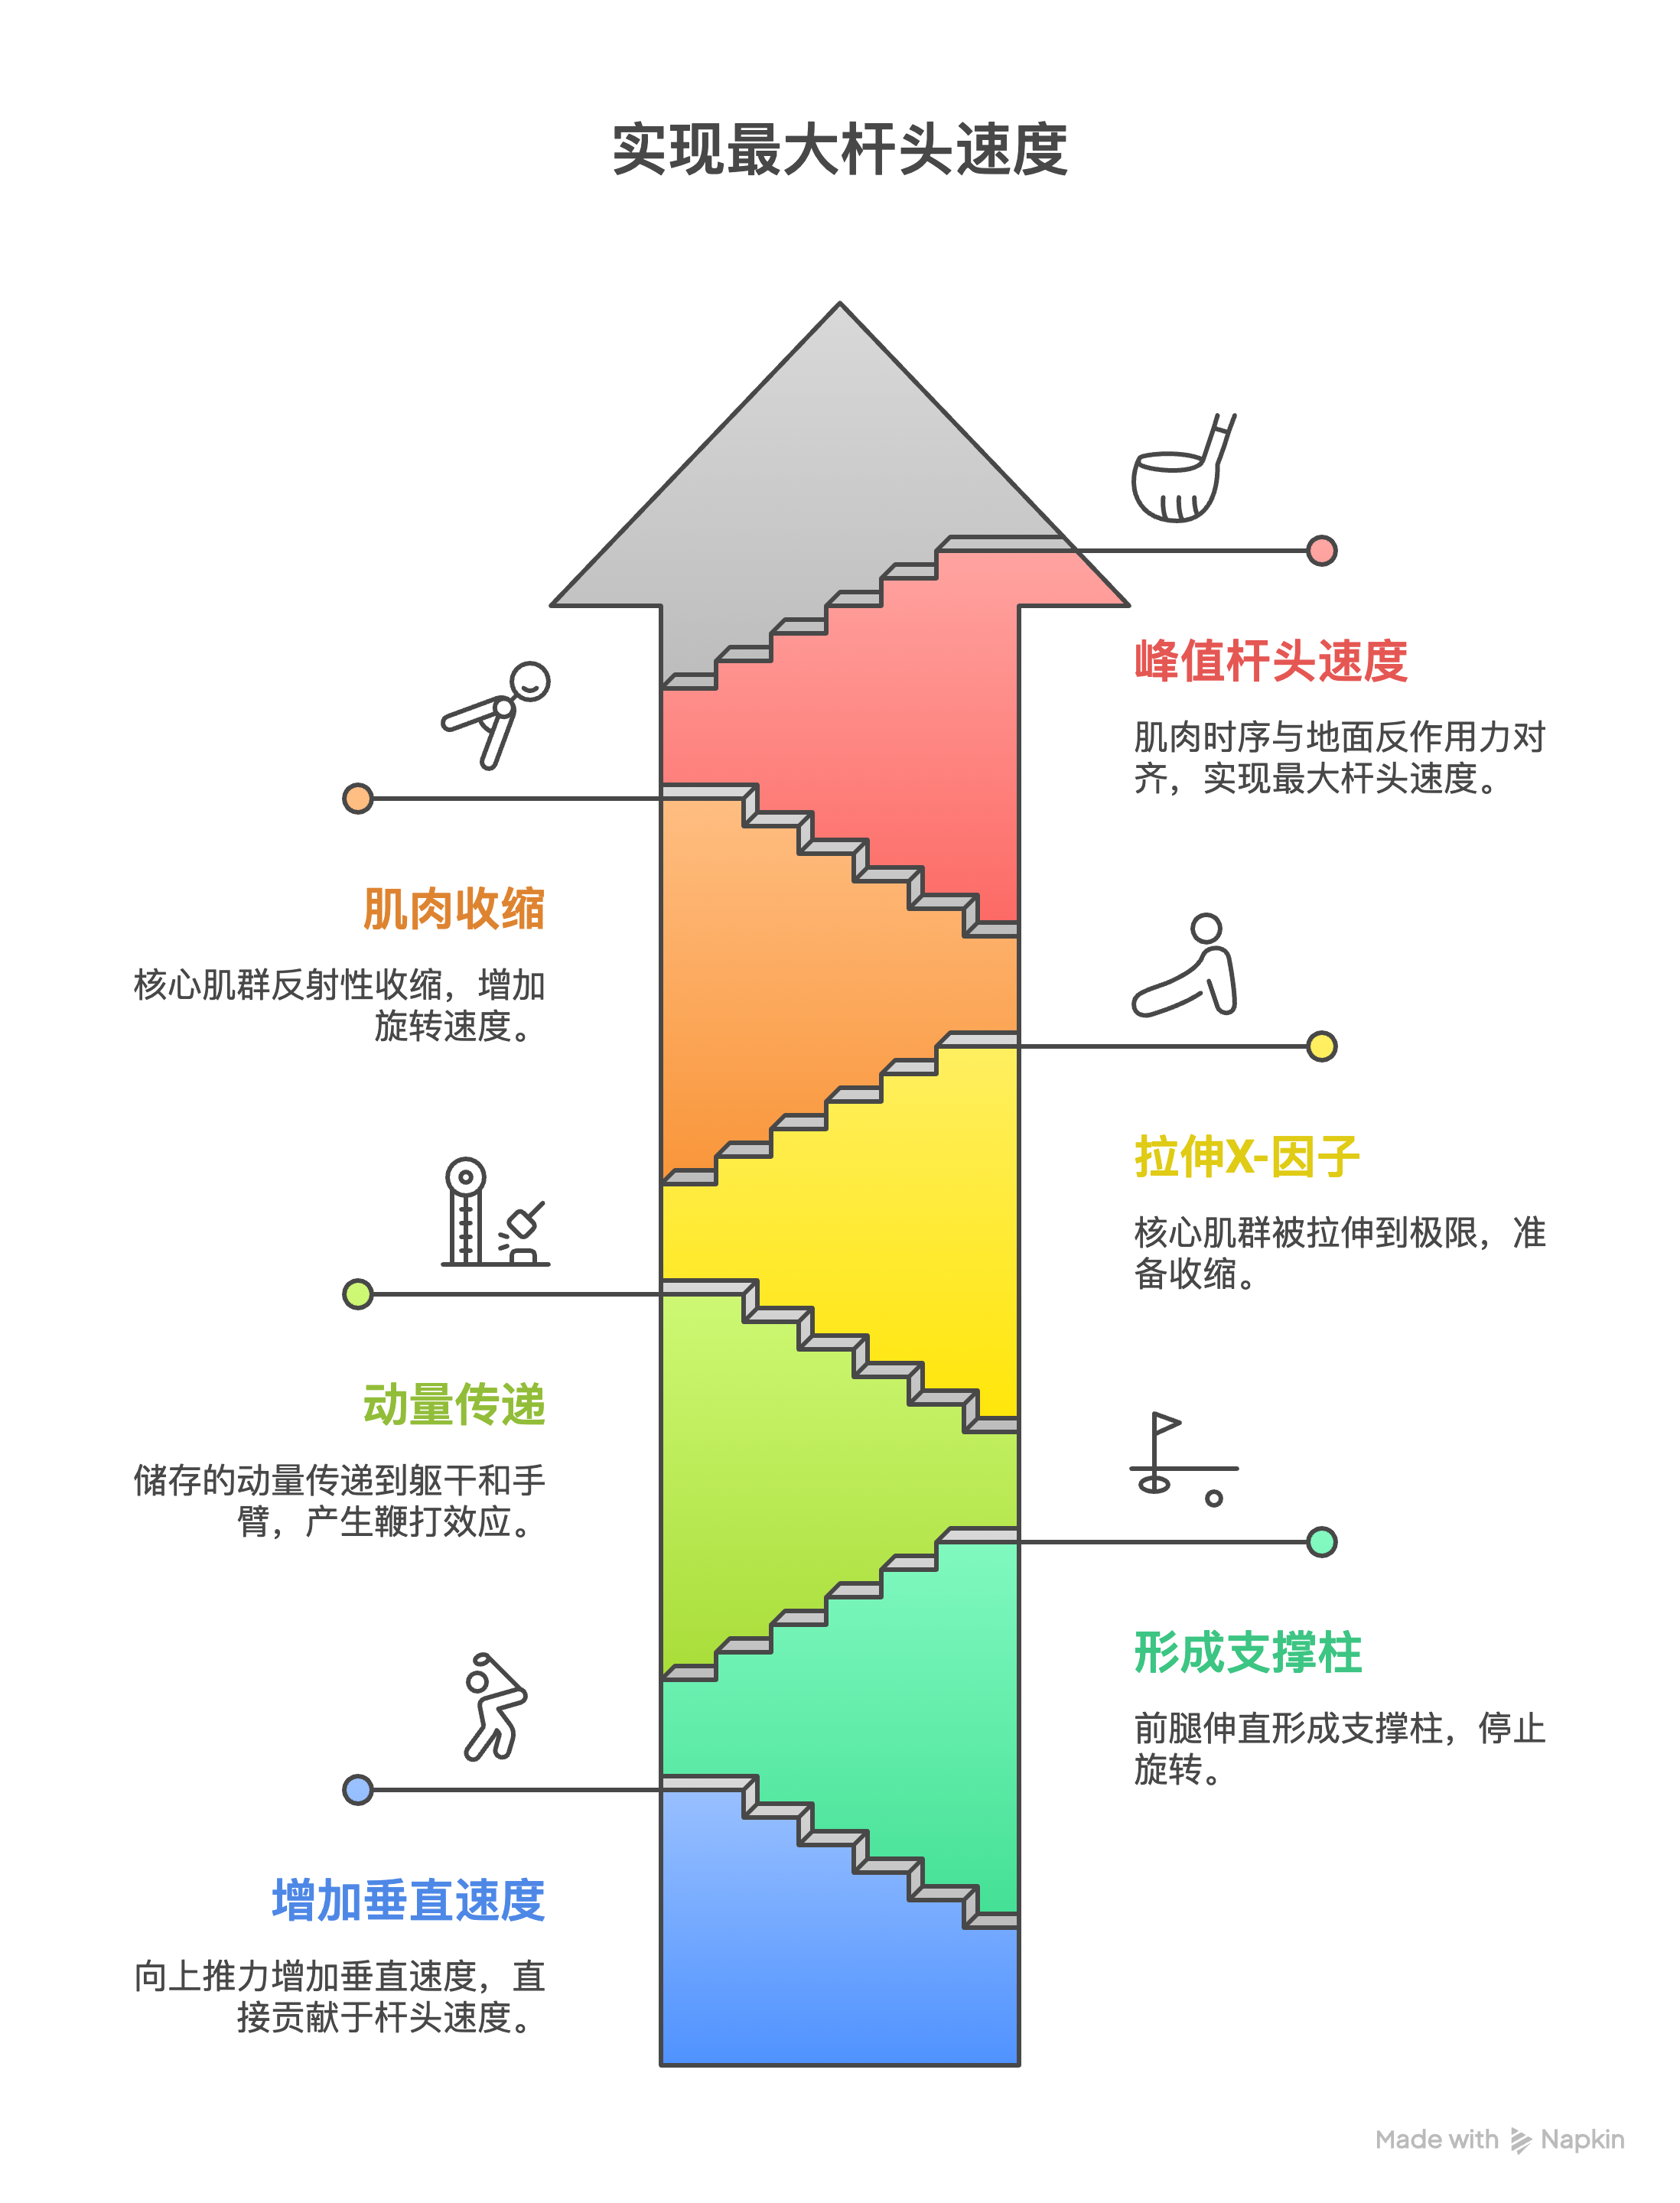 实现最大杆头速度
峰值杆头速度
肌肉时序与地面反作用力对
齐，实现最大杆头速度。
肌肉收缩
核心肌群反射性收缩，增加
旋转速度。
拉伸X-因子
核心肌群被拉伸到极限，准
备收缩。
动量传递
储存的动量传递到躯干和手
臂，产生鞭打效应。
形成支撑柱
前腿伸直形成支撑柱，停止
旋转。
增加垂直速度
向上推力增加垂直速度，直
接贡献于杆头速度。
Made with Napkin